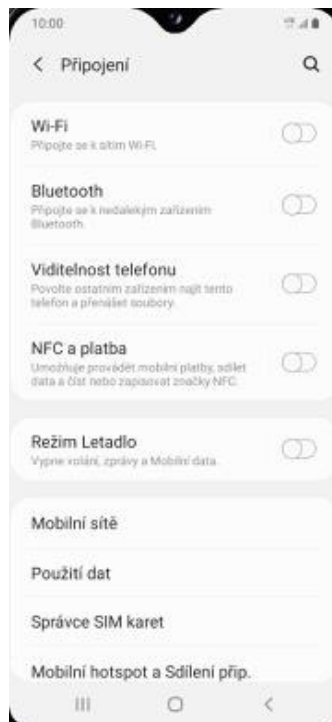 10:00
Připojení
Wi-Fi
Připojte se k sítím Wi-Fi.
Bluetooth
Připojte se k nedalekým zařízením
Bluetooth.
Viditelnost telefonu
Povolte ostatním zařízením najít tento
telefon a přenášet soubory.
NFC a platba
Umožňuje provádět mobilní platby, sdílet
data a číst nebo zapisovat značky NFC.
Režim Letadlo
Vypne volání, zprávy a Mobilní data.
Mobilní sítě
Použití dat
Správce SIM karet
Mobilní hotspot a Sdílení přip.